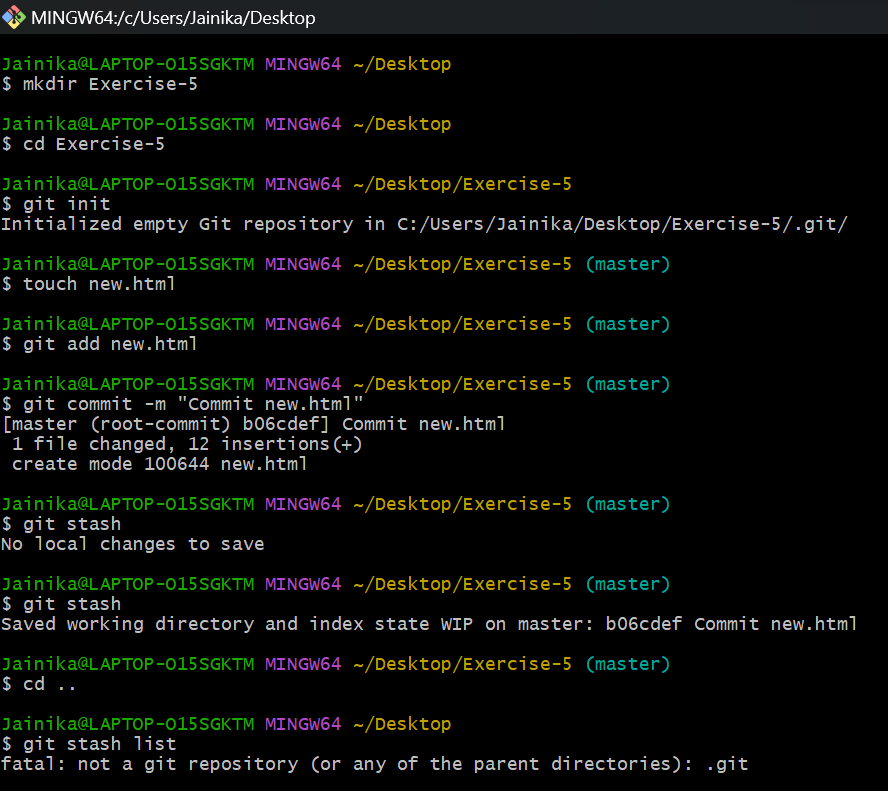 MINGW64:/c/Users/Jainika/Desktop
Jainika@LAPTOP-O15SGKTM MINGW64 ~/Desktop
$ mkdir Exercise-5
Jainika@LAPTOP-O15SGKTM MINGW64 ~/Desktop
$ cd Exercise-5
Jainika@LAPTOP-O15SGKTM MINGW64 ~/Desktop/Exercise-5
$ git init
Initialized empty Git repository in C:/Users/Jainika/Desktop/Exercise-5/.git/
Jainika@LAPTOP-O15SGKTM MINGW64 ~/Desktop/Exercise-5 (master)
$ touch new.html
Jainika@LAPTOP-O15SGKTM MINGW64 ~/Desktop/Exercise-5 (master)
$ git add new.html
Jainika@LAPTOP-O15SGKTM MINGW64 ~/Desktop/Exercise-5 (master)
$ git commit -m "Commit new.html"
[master (root-commit) b06cdef] Commit new.html
 1 file changed, 12 insertions(+)
 create mode 100644 new.html
Jainika@LAPTOP-O15SGKTM MINGW64 ~/Desktop/Exercise-5 (master)
$ git stash
No local changes to save
Jainika@LAPTOP-O15SGKTM MINGW64 ~/Desktop/Exercise-5 (master)
$ git stash
Saved working directory and index state WIP on master: b06cdef Commit new.html
Jainika@LAPTOP-O15SGKTM MINGW64 ~/Desktop/Exercise-5 (master)
$ cd ..
Jainika@LAPTOP-O15SGKTM MINGW64 ~/Desktop
$ git stash list
fatal: not a git repository (or any of the parent directories): .git